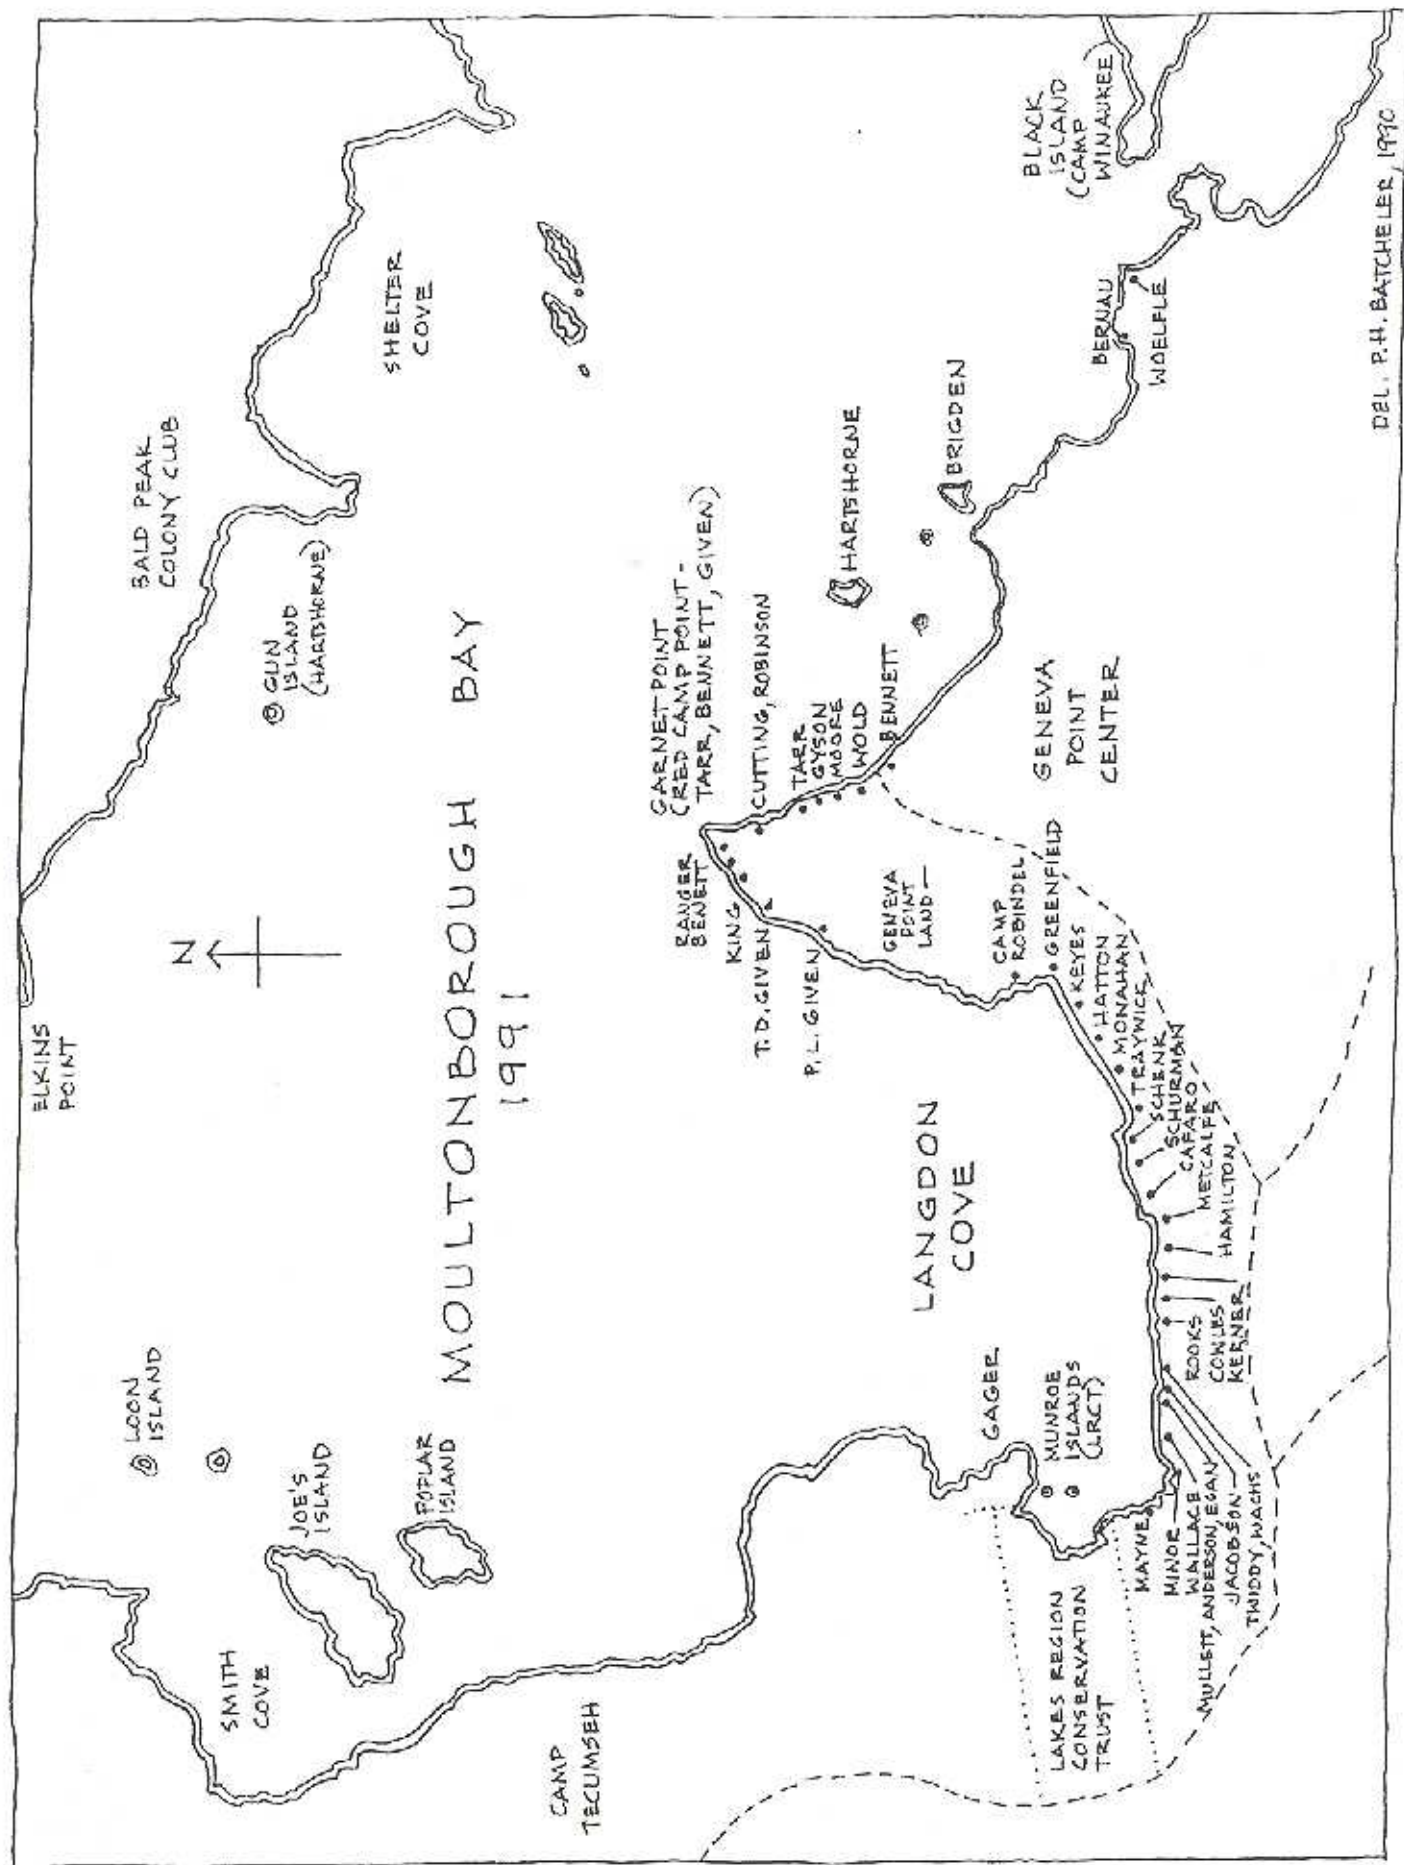 ELKINS
POINT
N
BALD PEAK
COLONY CLUB
LOON
ISLAND
SMITH
COVE
JOE'S
ISLAND
GUN
ISLAND
(HARTSHORNE)
SHELTER
COVE
POPLAR
ISLAND
MOULTONBOROUGH BAY
1991
CAMP
TECUMSEH
GARNET POINT
(RED CAMP POINT -
TARR, BENNETT, GIVEN)
RANGER
BENETT
KING
T.D. GIVEN
P.L. GIVEN
CUTTING, ROBINSON
TARR
GYSON
MOORE
WOLD
BENNETT
HARTSHORNE
BRIGDEN
LANGDON
COVE
GENEVA
POINT
LAND
CAMP
ROBINDEL
GREENFIELD
GENEVA
POINT
CENTER
BLACK
ISLAND
(CAMP
WINAUKEE)
BERNAU
WOELFLE
GAGER
MUNROE
ISLANDS
(LRCT)
LAKES REGION
CONSERVATION
TRUST
KEYES
HATTON
MONAHAN
TRAYWICK
SCHENK
SCHURMAN
CAFARO
METCALFE
HAMILTON
ROOKS
COWLES
KERNER
MAYNE
MINOR
WALLACE
MULLETT, ANDERSON, EGAN
JACOBSON
TWIDDY, WACHS
DEL. P.H. BATCHELER, 1990